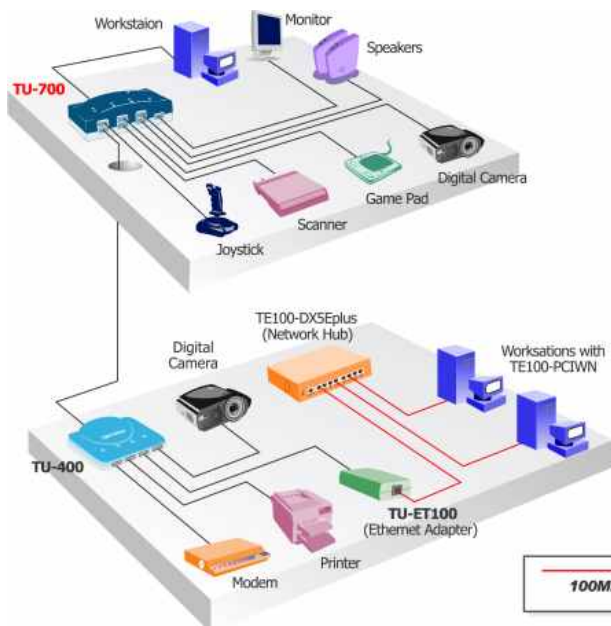 Workstaion
Monitor
Speakers
TU-700
Digital Camera
Game Pad
Scanner
Joystick
TE100-DX5Eplus
(Network Hub)
Digital
Camera
Worksations with
TE100-PCIWN
TU-400
TU-ET100
(Ethernet Adapter)
Printer
Modem
100M